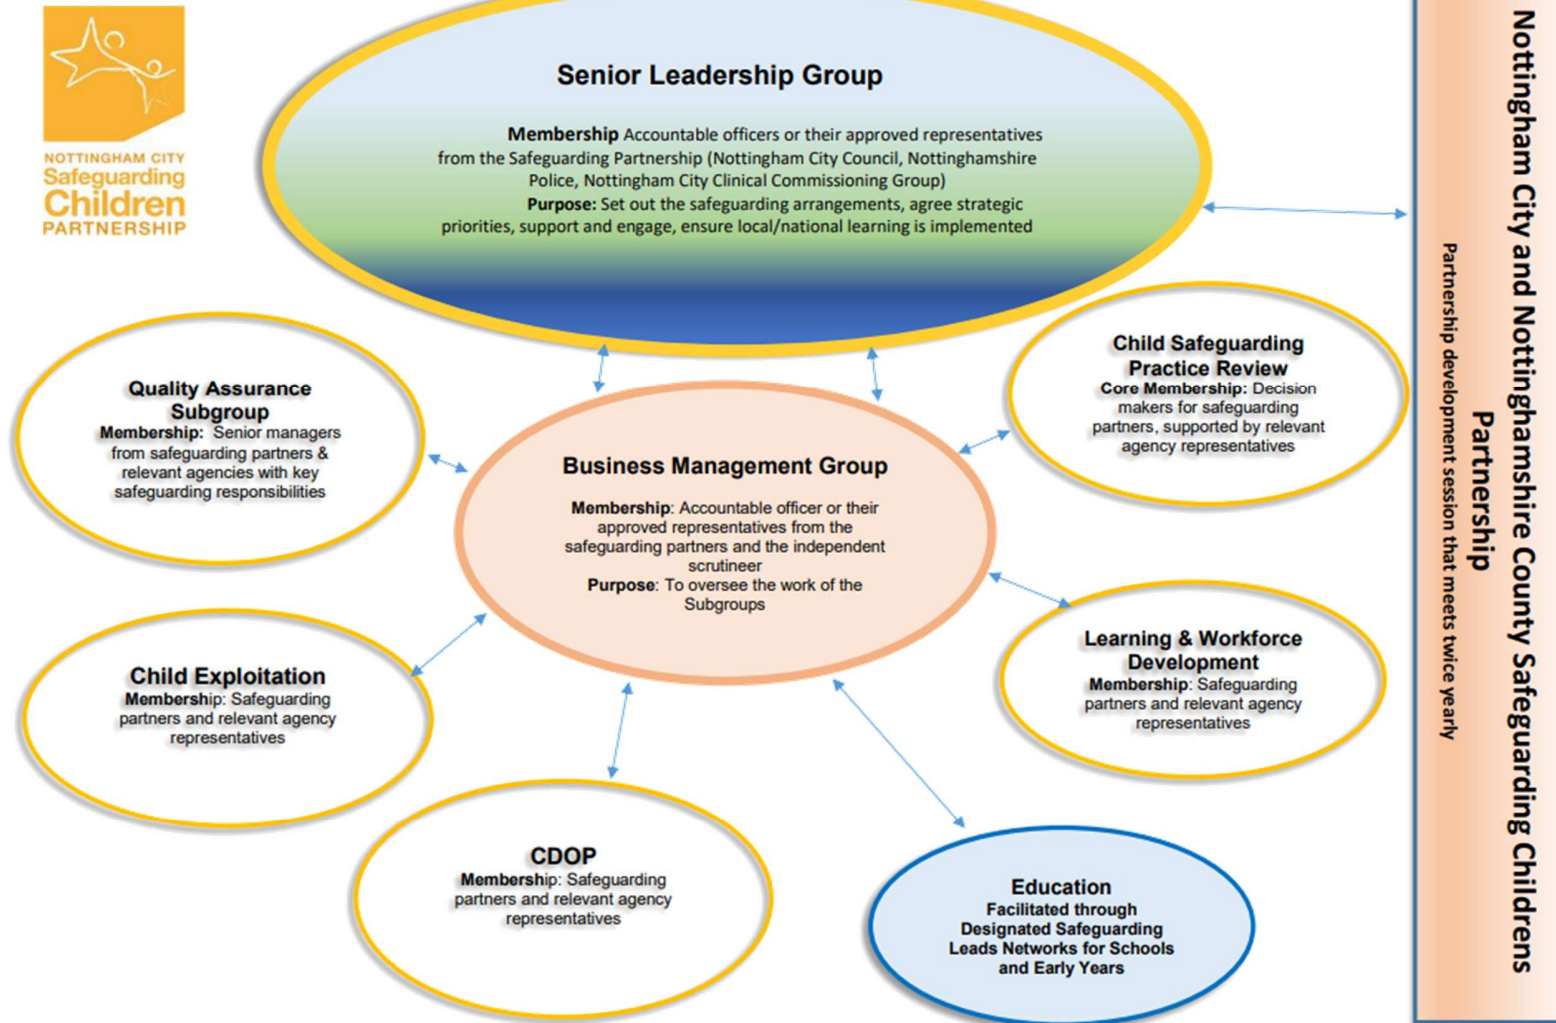 NOTTINGHAM CITY
Safeguarding
Children
PARTNERSHIP
Senior Leadership Group
Membership Accountable officers or their approved representatives
from the Safeguarding Partnership (Nottingham City Council, Nottinghamshire
Police, Nottingham City Clinical Commissioning Group)
Purpose: Set out the safeguarding arrangements, agree strategic
priorities, support and engage, ensure local/national learning is implemented
Quality Assurance
Subgroup
Membership: Senior managers
from safeguarding partners &
relevant agencies with key
safeguarding responsibilities
Business Management Group
Membership: Accountable officer or their
approved representatives from the
safeguarding partners and the independent
scrutineer
Purpose: To oversee the work of the
Subgroups
Child Safeguarding
Practice Review
Core Membership: Decision
makers for safeguarding
partners, supported by relevant
agency representatives
Child Exploitation
Membership: Safeguarding
partners and relevant agency
representatives
Learning & Workforce
Development
Membership: Safeguarding
partners and relevant agency
representatives
CDOP
Membership: Safeguarding
partners and relevant agency
representatives
Education
Facilitated through
Designated Safeguarding
Leads Networks for Schools
and Early Years
Nottingham City and Nottinghamshire County Safeguarding Childrens
Partnership
Partnership development session that meets twice yearly